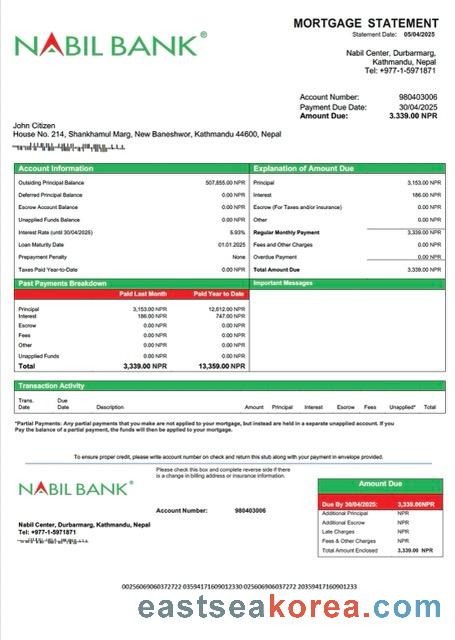 NABIL BANK®
MORTGAGE STATEMENT
Statement Date: 05/04/2025
Nabil Center, Durbarmarg,
Kathmandu, Nepal
Tel: +977-1-5971871
Account Number: 980403006
Payment Due Date: 30/04/2025
Amount Due: 3.339.00 NPR
John Citizen
House No. 214, Shankhamul Marg, New Baneshwor, Kathmandu 44600, Nepal
Account Information
Outsiding Principal Balance 507,855.00 NPR
Deferred Principal Balance 0.00 NPR
Escrow Account Balance 0.00 NPR
Unapplied Funds Balance 0.00 NPR
Interest Rate (until 30/04/2025) 5.93%
Loan Maturity Date 01.01.2025
Prepayment Penalty None
Taxes Paid Year-to-Date 0.00 NPR
Explanation of Amount Due
Principal 3,153.00 NPR
Interest 186.00 NPR
Escrow (For Taxes and/or insurance) 0.00 NPR
Other 0.00 NPR
Regular Monthly Payment 3,339.00 NPR
Fees and Other Charges 0.00 NPR
Overdue Payment 0.00 NPR
Total Amount Due 3,339.00 NPR
Past Payments Breakdown
Paid Last Month Paid Year to Date
Principal 3,153.00 NPR 12,612.00 NPR
Interest 186.00 NPR 747.00 NPR
Escrow 0.00 NPR 0.00 NPR
Fees 0.00 NPR 0.00 NPR
Other 0.00 NPR 0.00 NPR
Unapplied Funds 0.00 NPR 0.00 NPR
Total 3,339.00 NPR 13,359.00 NPR
Important Messages
Transaction Activity
Trans. Date Due Date Description Amount Principal Interest Escrow Fees Unapplied* Total
*Partial Payments: Any partial payments that you make are not applied to your mortgage, but instead are held in a separate unapplied account. If you
Pay the balance of a partial payment, the funds will then be applied to your mortgage.
To ensure proper credit, please write account number on check and return this stub along with your payment in envelope provided.
Please check this box and complete reverse side if there
is a change in billing address or insurance information.
NABIL BANK®
Account Number: 980403006
Nabil Center, Durbarmarg, Kathmandu, Nepal
Tel: +977-1-5971871
Amount Due
Due By 30/04/2025: 3,339.00NPR
Additional Principal NPR
Additional Escrow NPR
Late Charges NPR
Fees & Other Charges NPR
Total Amount Enclosed 3,339.00 NPR
00256069060372722 03594171609012330 025606906037272 20359417160901233
eastseakorea.com